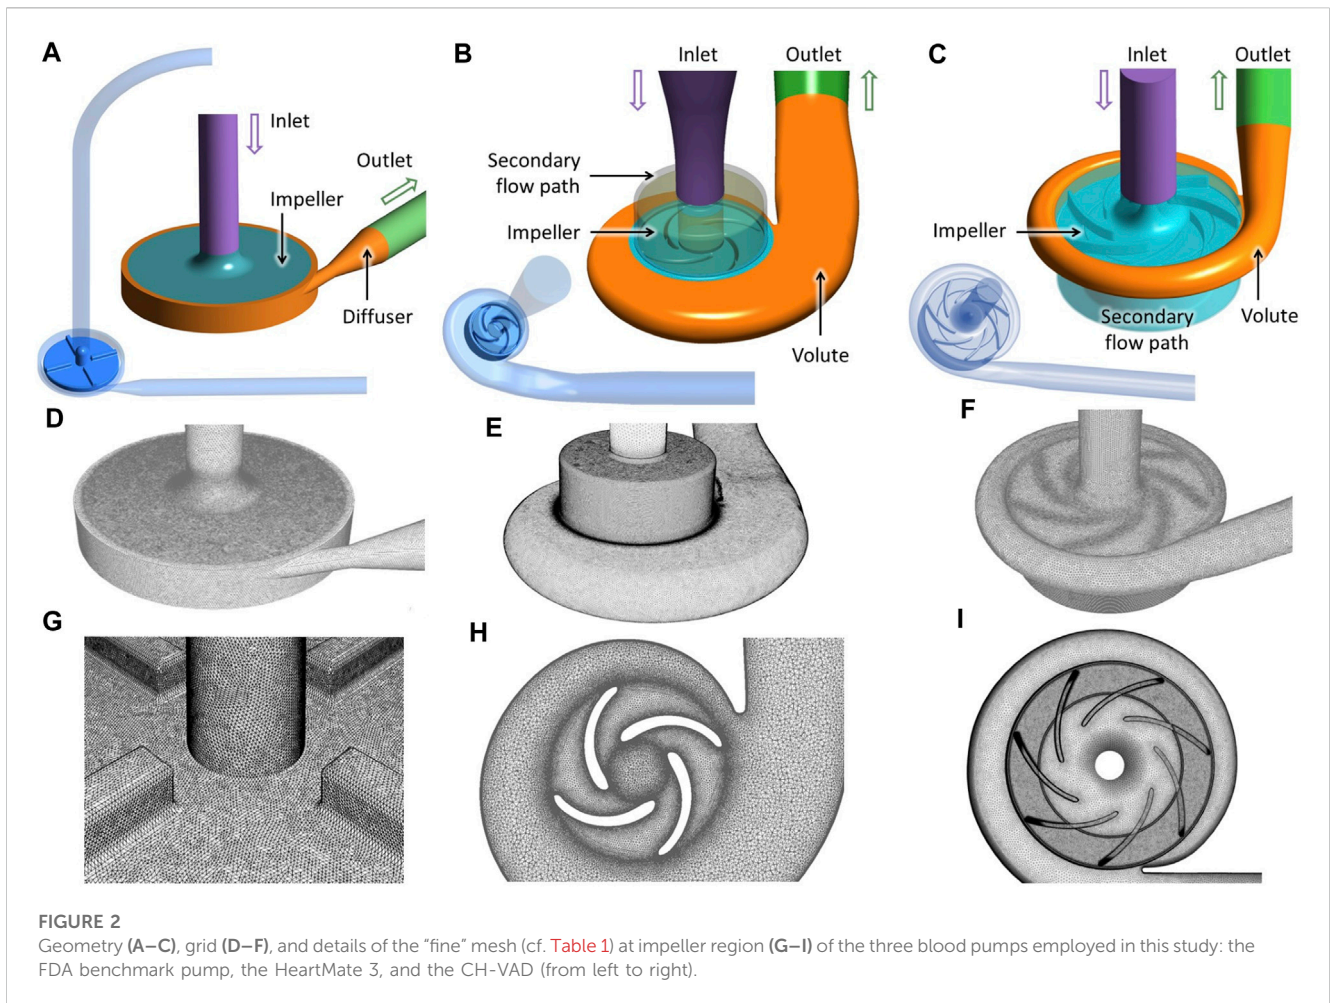 A
Inlet
Outlet
Impeller
Diffuser
B
Inlet
Outlet
Secondary
flow path
Impeller
Volute
C
Inlet
Outlet
Impeller
Secondary
flow path
Volute
D
E
F
G
H
I
FIGURE 2
Geometry (A–C), grid (D–F), and details of the “fine” mesh (cf. Table 1) at impeller region (G–I) of the three blood pumps employed in this study: the
FDA benchmark pump, the HeartMate 3, and the CH-VAD (from left to right).